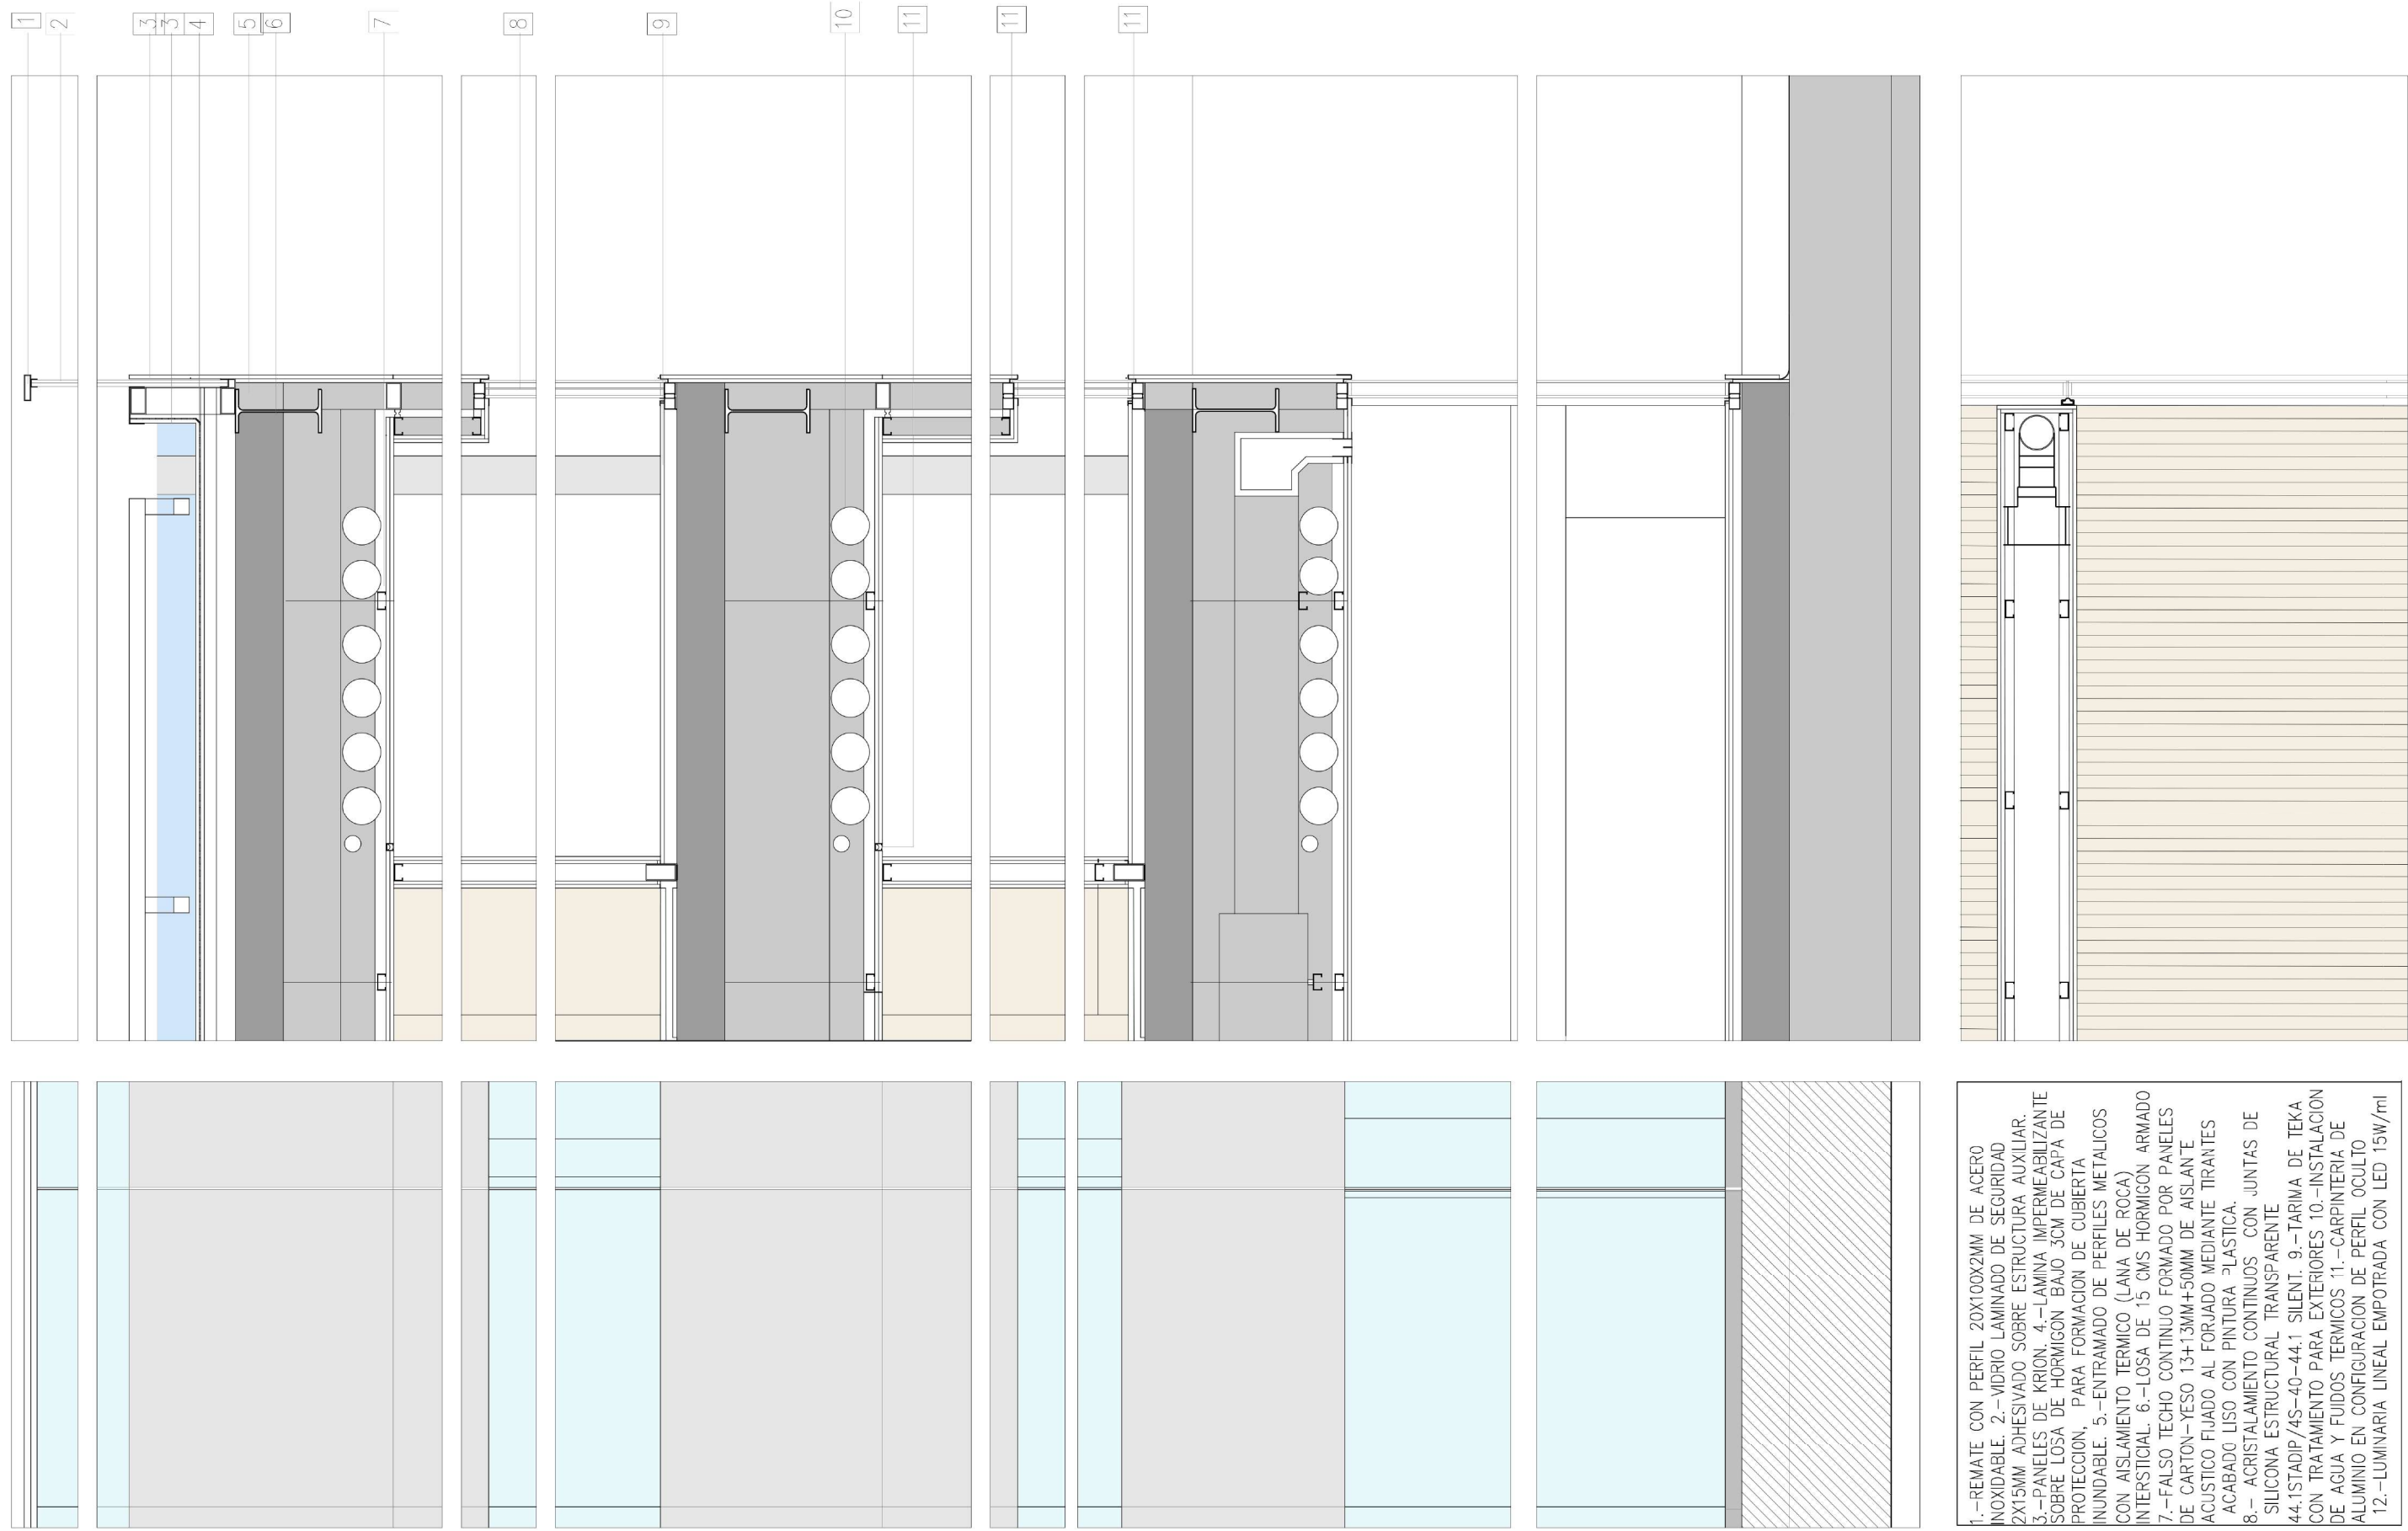 1
2
3
3
4
5
6
7
8
9
10
11
11
11
1.-REMATE CON PERFIL 20X100X2MM DE ACERO
INOXIDABLE. 2.- VIDRIO LAMINADO DE SEGURIDAD
2X15MM ADHESIVADO SOBRE ESTRUCTURA AUXILIAR.
3.-PANELES DE KRION. 4.-LAMINA IMPERMEABILIZANTE
SOBRE LOSA DE HORMIGON BAJO 3CM DE CAPA DE
PROTECCION, PARA FORMACION DE CUBIERTA
INUNDABLE. 5.-ENTRAMADO DE PERFILES METALICOS
CON AISLAMIENTO TERMICO (LANA DE ROCA)
INTERSTICIAL. 6.-LOSA DE 15 CMS HORMIGON ARMADO
7.-FALSO TECHO CONTINUO FORMADO POR PANELES
DE CARTON-YESO 13+13MM+50MM DE AISLANTE
ACUSTICO FIJADO AL FORJADO MEDIANTE TIRANTES
ACABADO LISO CON PINTURA PLASTICA.
8.- ACRISTALAMIENTO CONTINUOS CON JUNTAS DE
SILICONA ESTRUCTURAL TRANSPARENTE
44.1STADIP/4S-40-44.1 SILENT. 9.-TARIMA DE TEKA
CON TRATAMIENTO PARA EXTERIORES 10.-INSTALACION
DE AGUA Y FUIDOS TERMICOS 11.-CARPINTERIA DE
ALUMINIO EN CONFIGURACION DE PERFIL OCULTO
12.-LUMINARIA LINEAL EMPOTRADA CON LED 15W/ml